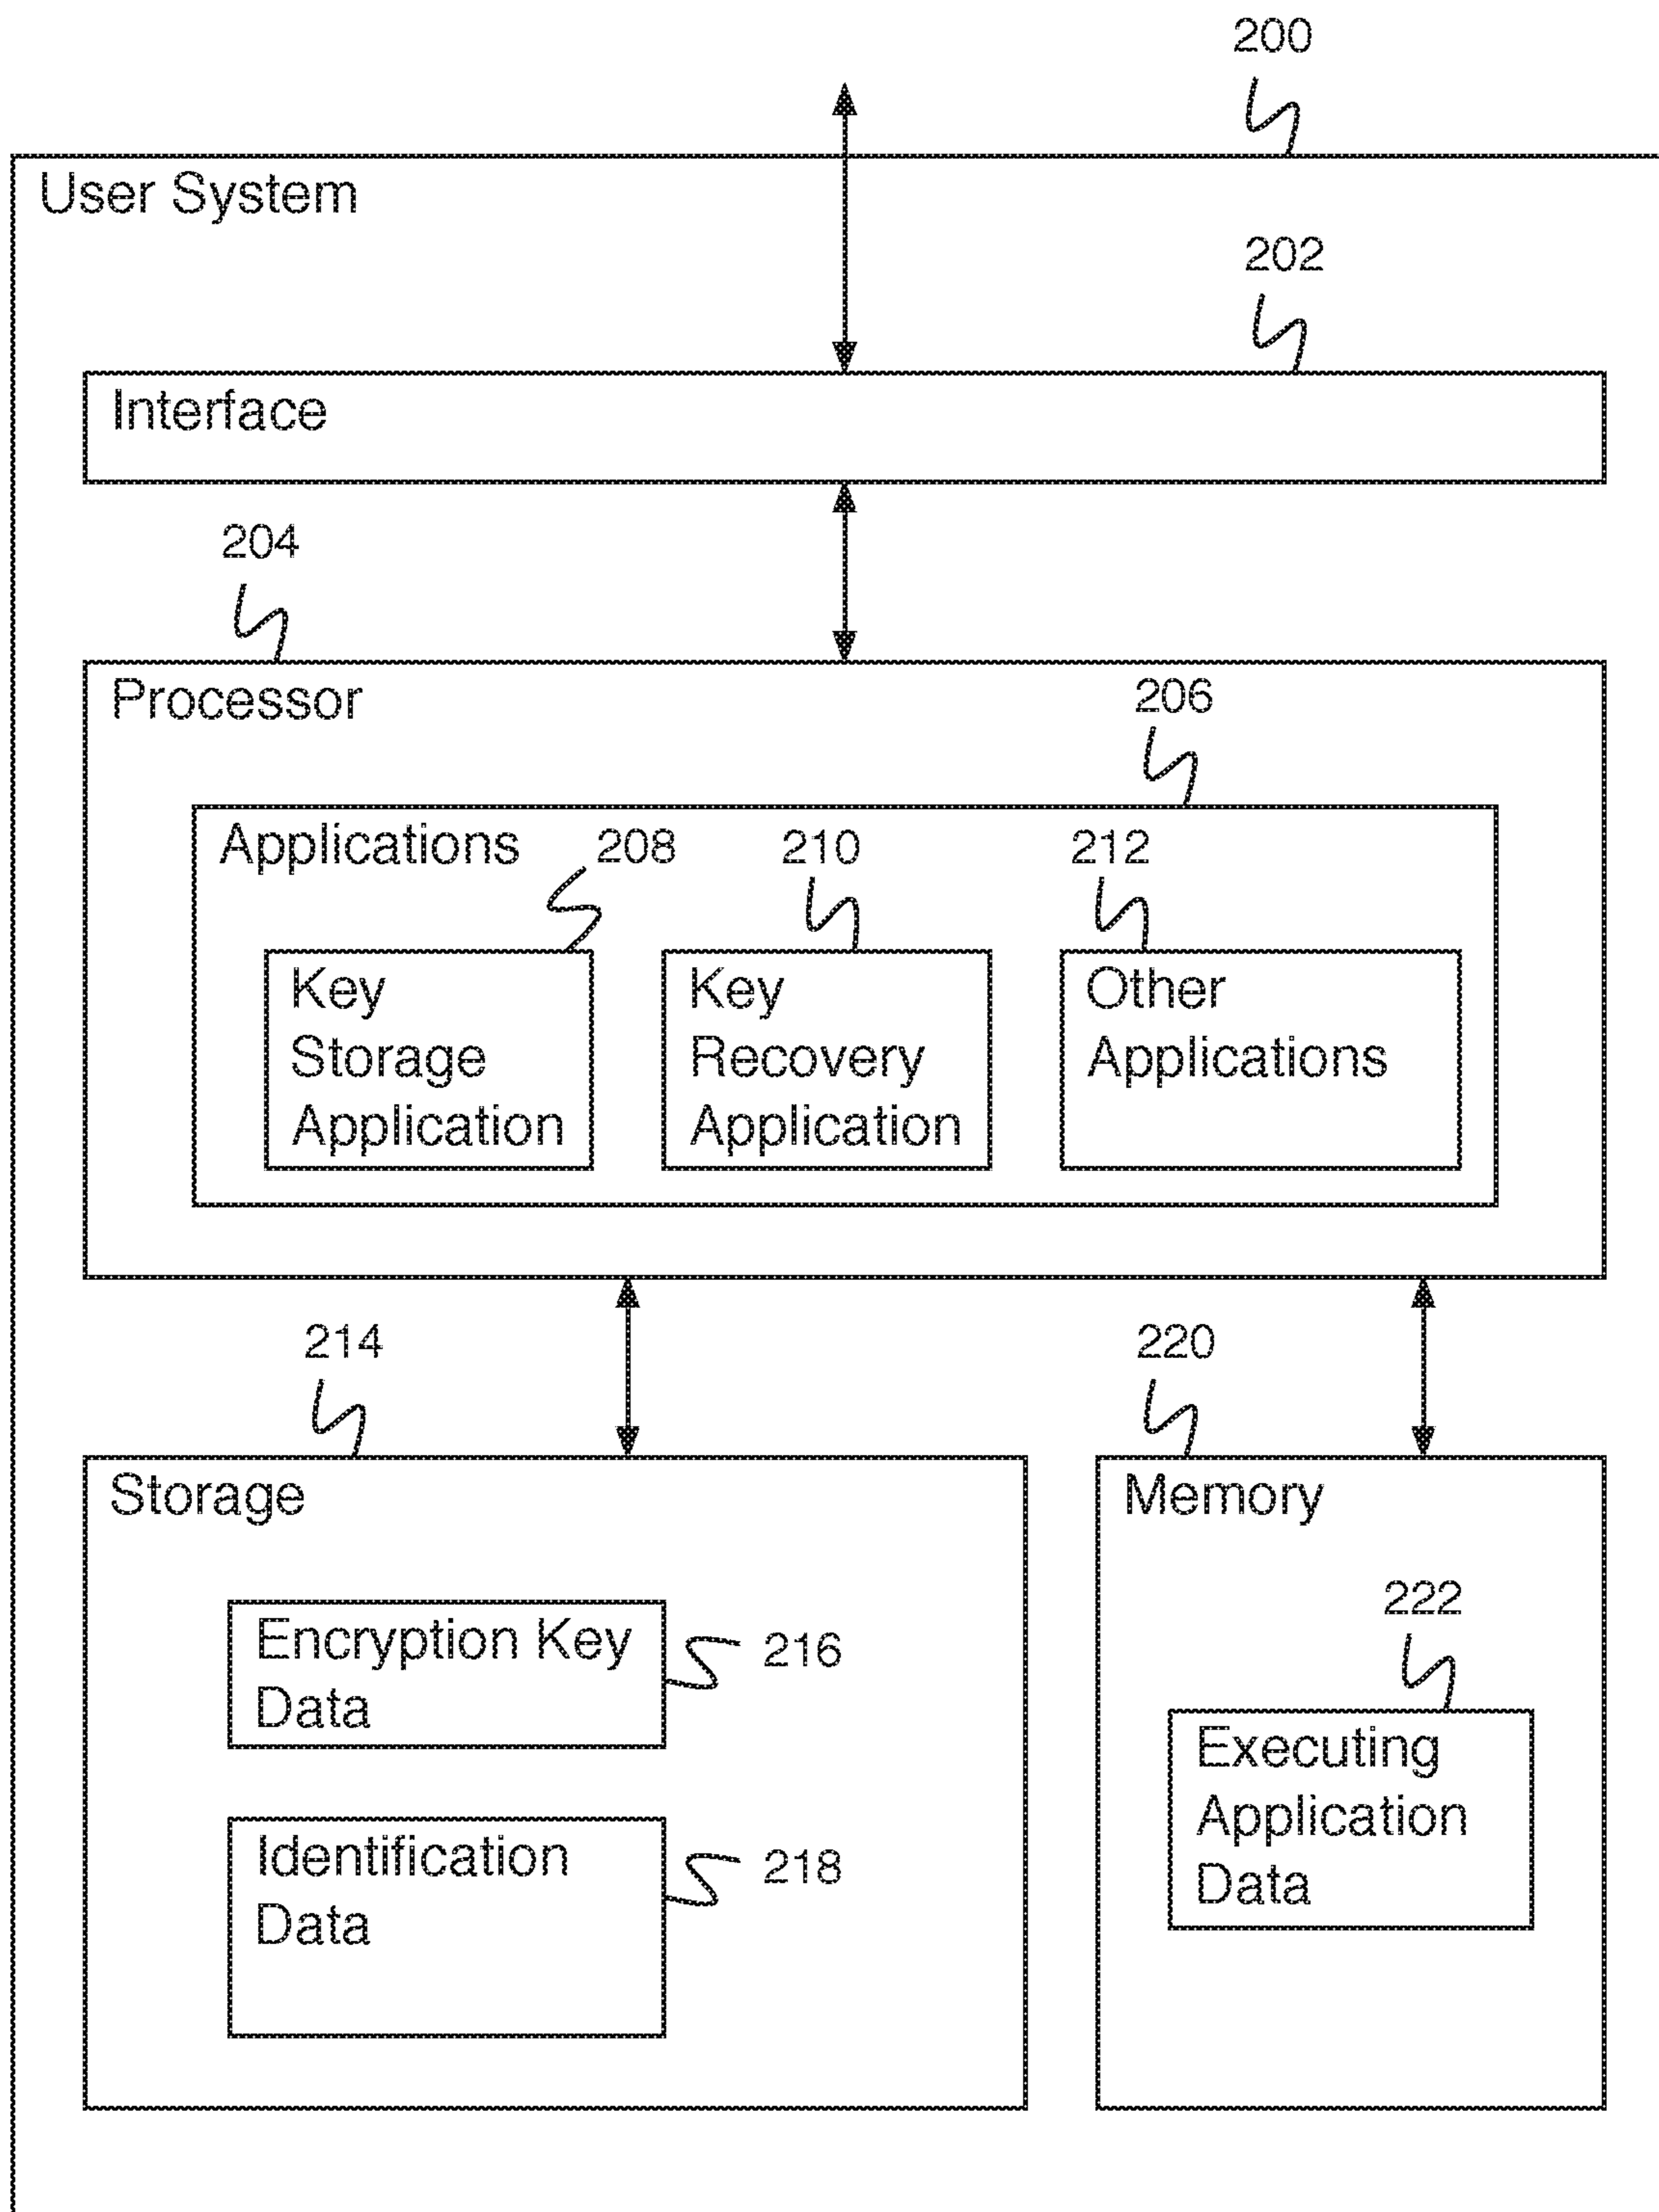 200
User System
202
Interface
204
Processor
206
Applications
208
210
212
Key
Storage
Application
Key
Recovery
Application
Other
Applications
214
220
Storage
Memory
Encryption Key
Data
216
Identification
Data
218
222
Executing
Application
Data